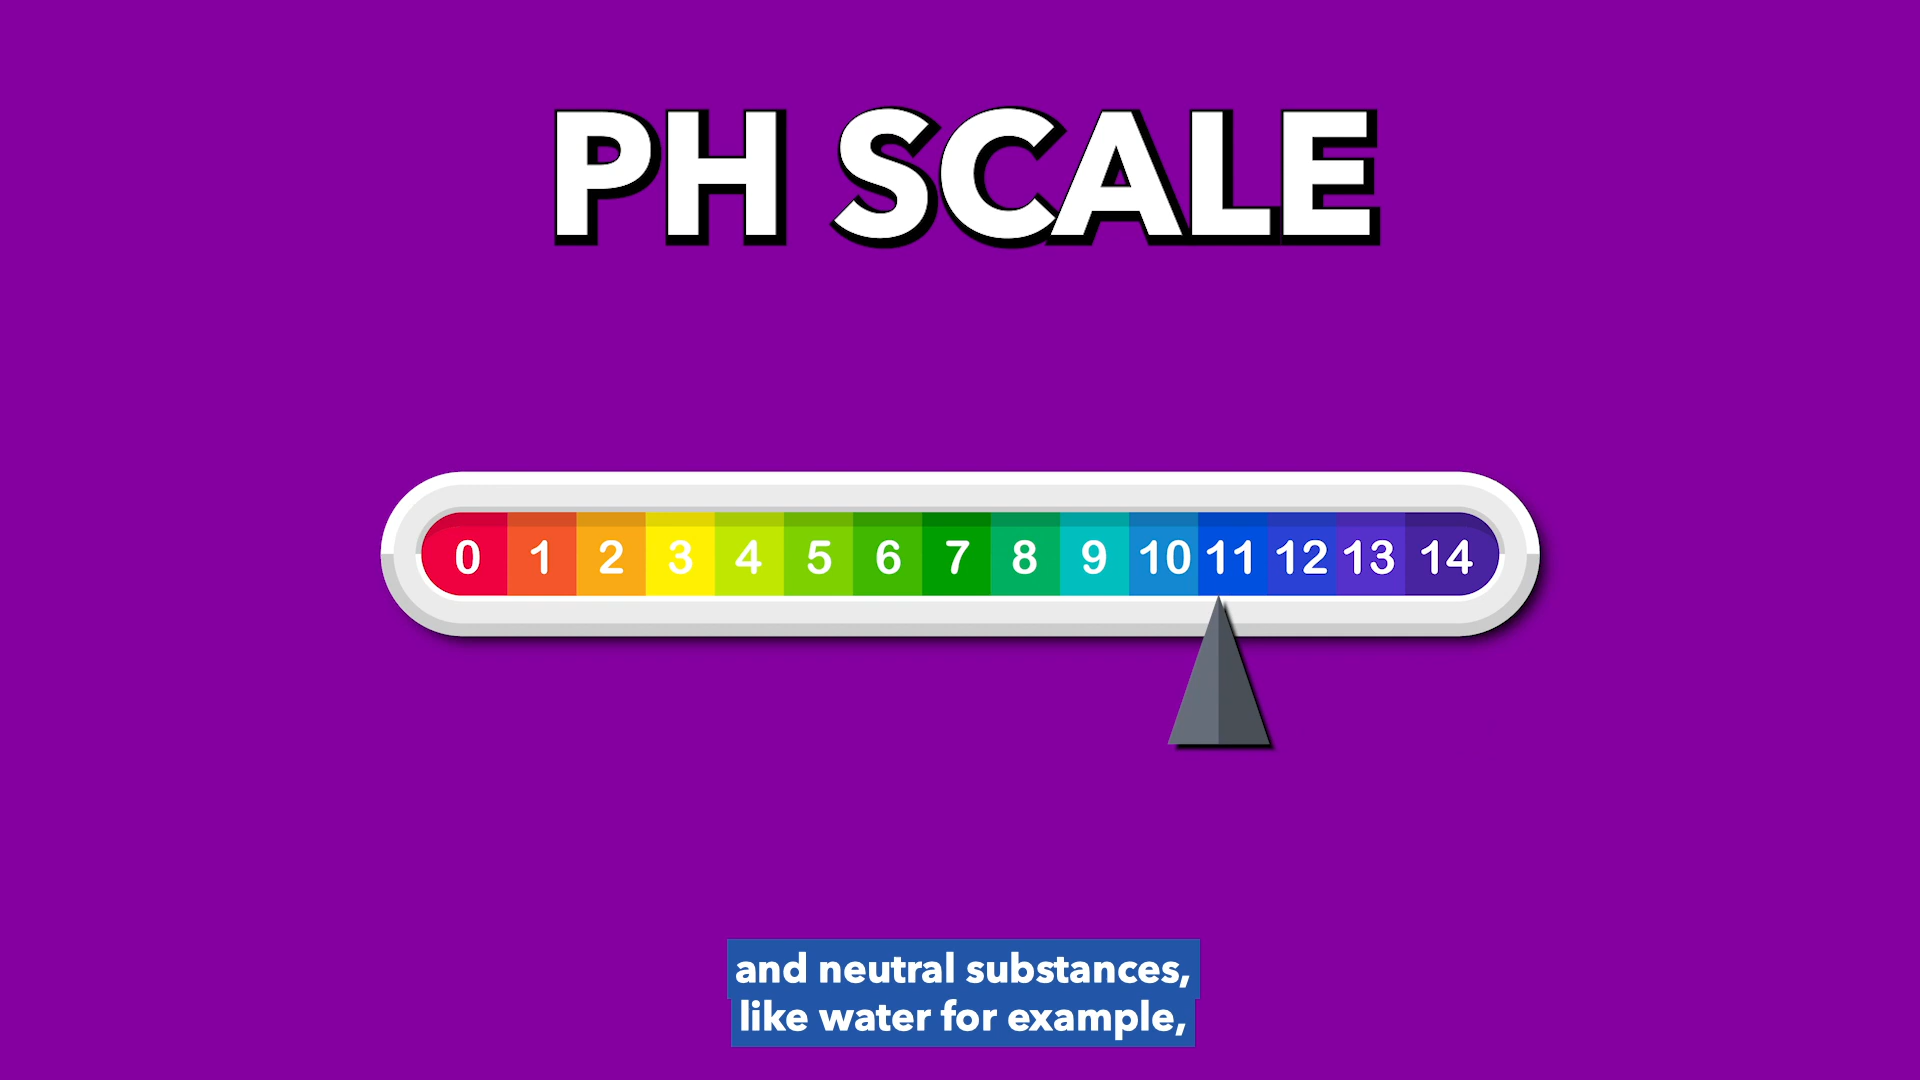 PH SCALE
0 1 2 3 4 5 6 7 8 9 10 11 12 13 14
and neutral substances,
like water for example,